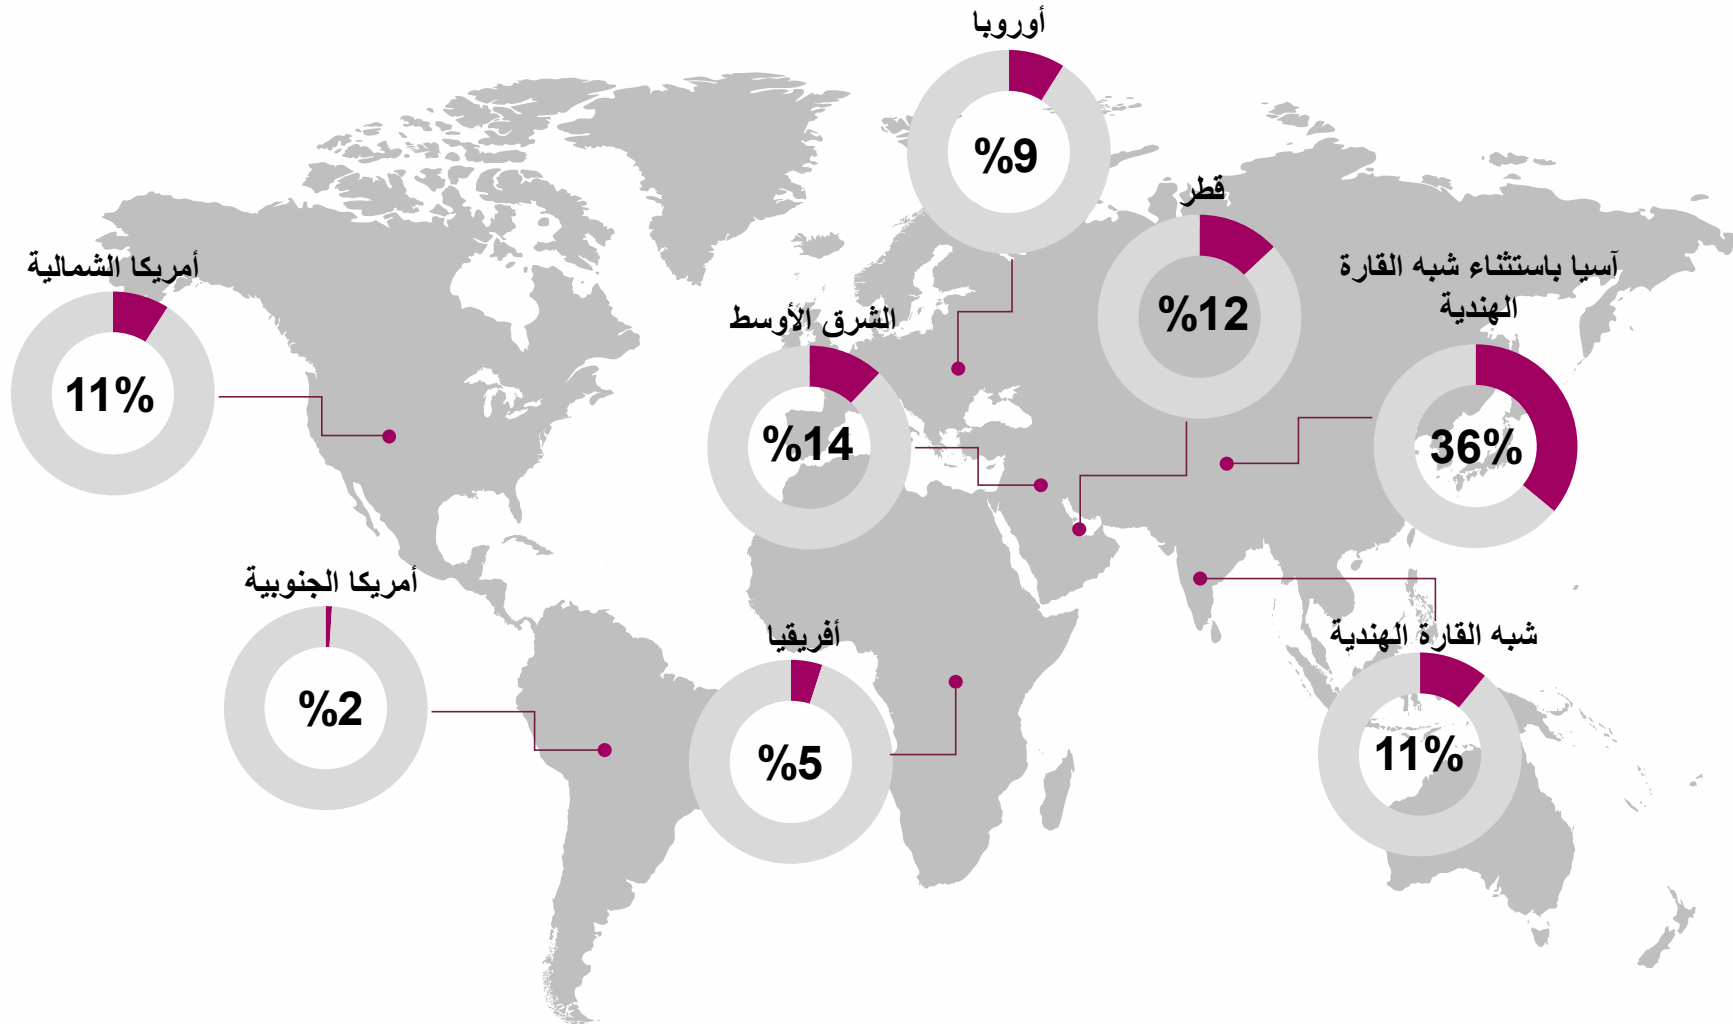 أوروبا
%9
قطر
%12
أمريكا الشمالية
11%
الشرق الأوسط
%14
آسيا باستثناء شبه القارة
الهندية
36%
أمريكا الجنوبية
%2
أفريقيا
%5
شبه القارة الهندية
11%